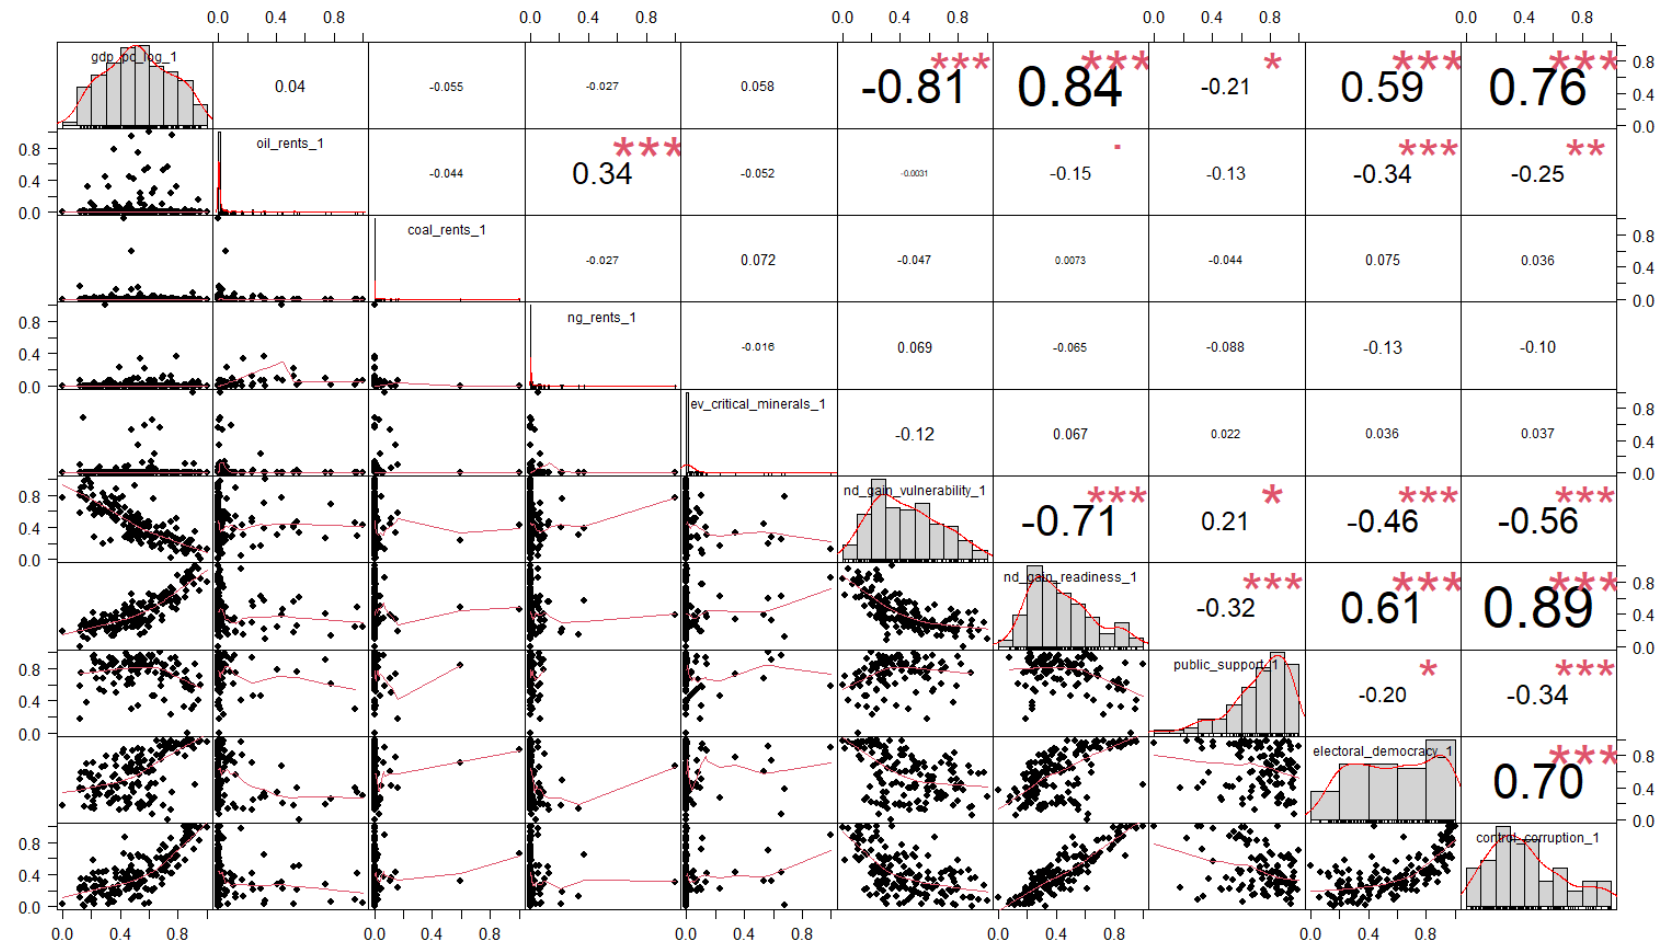 0.0 0.4 0.8 0.0 0.4 0.8 0.0 0.4 0.8 0.0 0.4 0.8 0.0 0.4 0.8
gdp_pc_log_1 0.04 -0.055 -0.027 0.058 -0.81 *** 0.84 *** -0.21 * 0.59 *** 0.76 *** 0.8 0.4 0.0
0.8 0.4 0.0 oil_rents_1 -0.044 0.34 *** -0.052 -0.0031 -0.15 . -0.13 -0.34 *** -0.25 **
coal_rents_1 -0.027 0.072 -0.047 0.0073 -0.044 0.075 0.036 0.8 0.4 0.0
0.8 0.4 0.0 ng_rents_1 -0.016 0.069 -0.065 -0.088 -0.13 -0.10
ev_critical_minerals_1 -0.12 0.067 0.022 0.036 0.037 0.8 0.4 0.0
0.8 0.4 0.0 nd_gain_vulnerability_1 -0.71 *** 0.21 * -0.46 *** -0.56 ***
nd_gain_readiness_1 -0.32 *** 0.61 *** 0.89 *** 0.8 0.4 0.0
0.8 0.4 0.0 public_support_1 -0.20 * -0.34 ***
electoral_democracy_1 0.70 *** 0.8 0.4 0.0
0.8 0.4 0.0 control_corruption_1
0.0 0.4 0.8 0.0 0.4 0.8 0.0 0.4 0.8 0.0 0.4 0.8 0.0 0.4 0.8